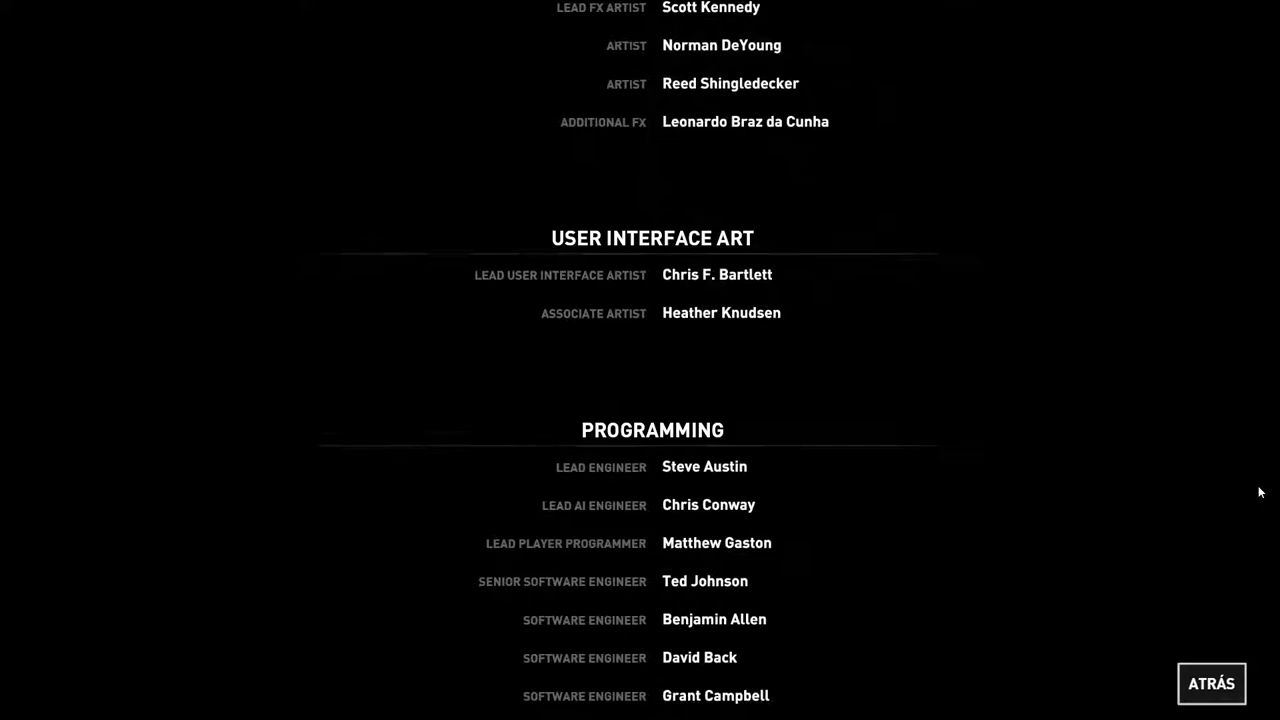 LEAD FX ARTIST Scott Kennedy
ARTIST Norman DeYoung
ARTIST Reed Shingledecker
ADDITIONAL FX Leonardo Braz da Cunha
USER INTERFACE ART
LEAD USER INTERFACE ARTIST Chris F. Bartlett
ASSOCIATE ARTIST Heather Knudsen
PROGRAMMING
LEAD ENGINEER Steve Austin
LEAD AI ENGINEER Chris Conway
LEAD PLAYER PROGRAMMER Matthew Gaston
SENIOR SOFTWARE ENGINEER Ted Johnson
SOFTWARE ENGINEER Benjamin Allen
SOFTWARE ENGINEER David Back
SOFTWARE ENGINEER Grant Campbell
ATRÁS